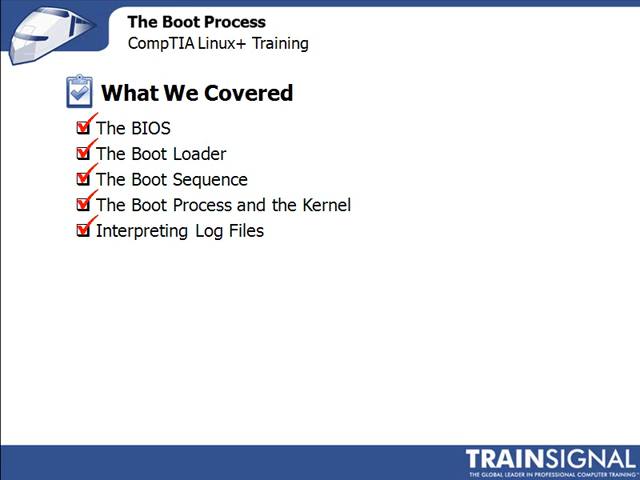 The Boot Process
CompTIA Linux+ Training
What We Covered
The BIOS
The Boot Loader
The Boot Sequence
The Boot Process and the Kernel
Interpreting Log Files
TRAINSIGNAL
THE GLOBAL LEADER IN PROFESSIONAL COMPUTER TRAINING